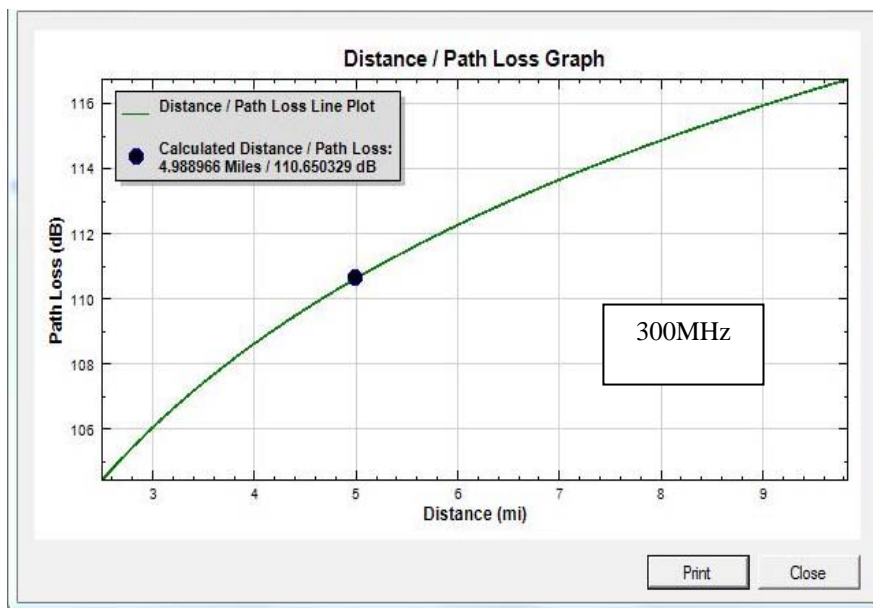 Distance / Path Loss Graph
Distance / Path Loss Line Plot
Calculated Distance / Path Loss:
4.988966 Miles / 110.650329 dB
Path Loss (dB)
116
114
112
110
108
106
300MHz
3 4 5 6 7 8 9
Distance (mi)
Print Close